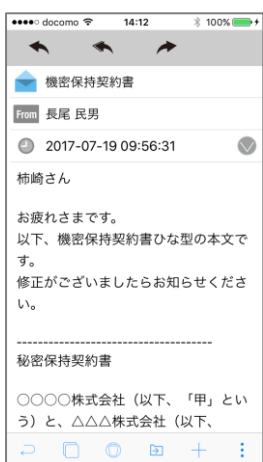 docomo 14:12 100%
機密保持契約書
From 長尾 民男
2017-07-19 09:56:31
柿崎さん
お疲れさまです。
以下、機密保持契約書ひな型の本文で
す。
修正がございましたらお知らせくださ
い。
-------------------------------------
秘密保持契約書
○○○○株式会社（以下、「甲」とい
う）と、△△△株式会社（以下、